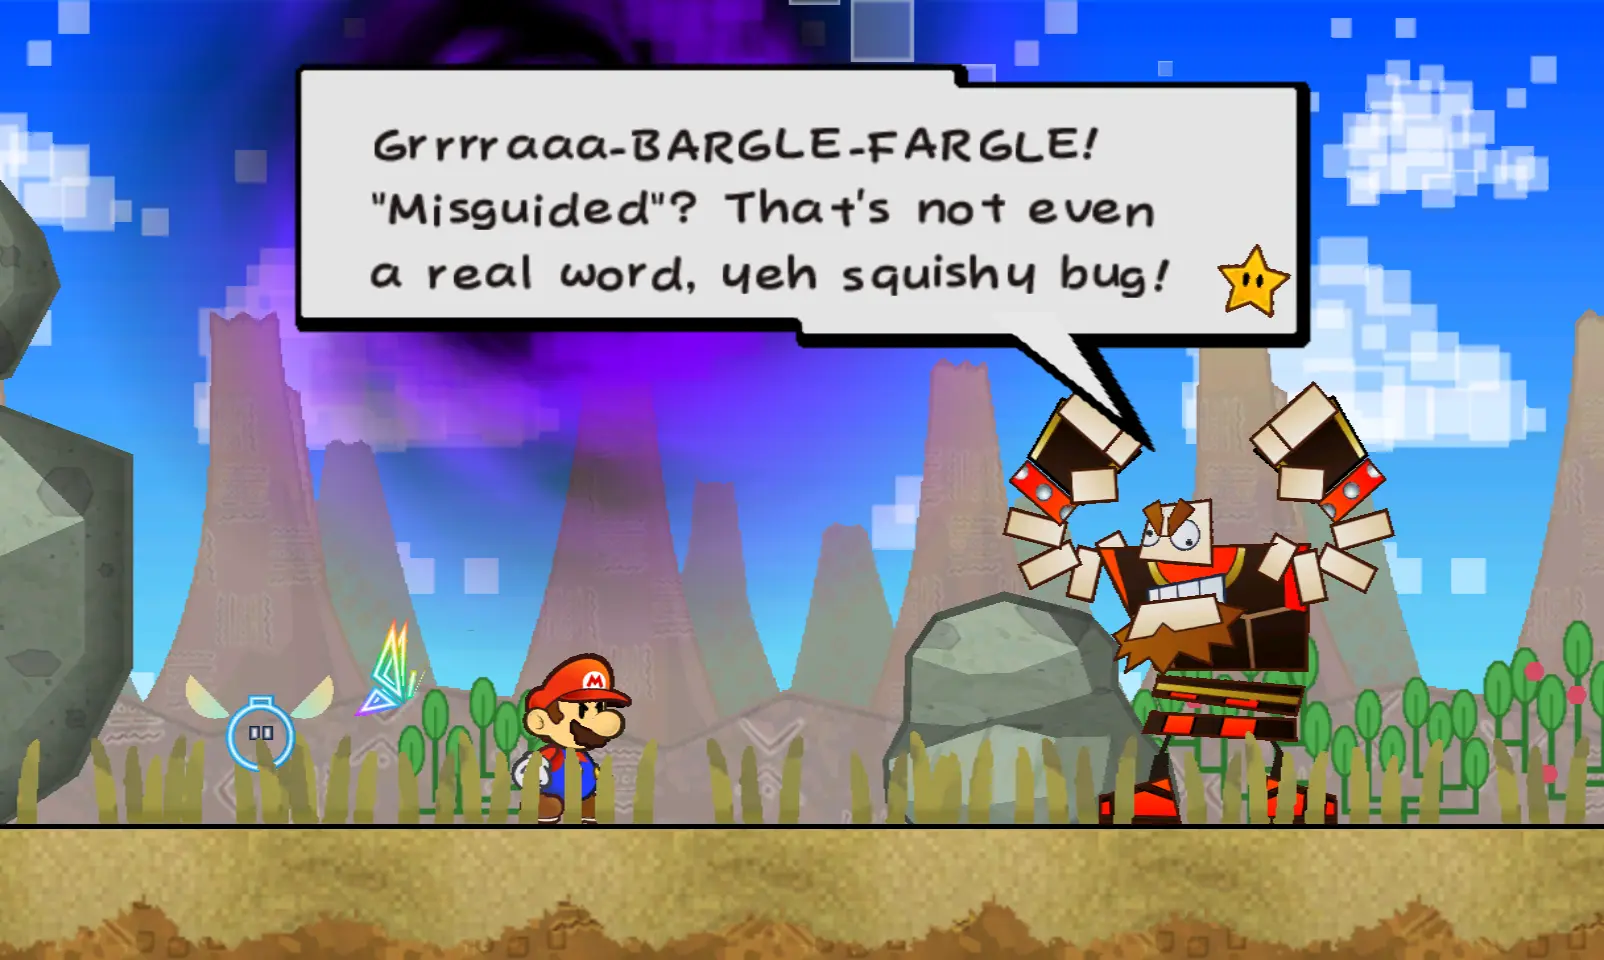 Grrrraaa-BARGLE-FARGLE!
"Misguided"? That's not even
a real word, yeh squishy bug!
M